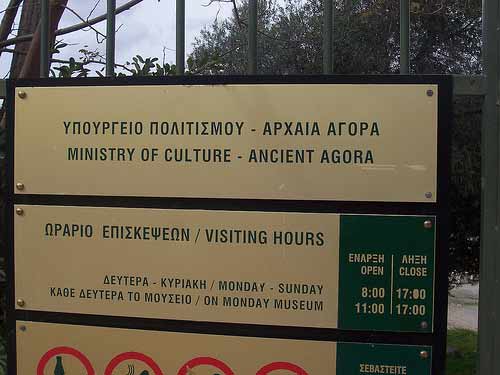 ΥΠΟΥΡΓΕΙΟ ΠΟΛΙΤΙΣΜΟΥ - ΑΡΧΑΙΑ ΑΓΟΡΑ
MINISTRY OF CULTURE - ANCIENT AGORA
ΩΡΑΡΙΟ ΕΠΙΣΚΕΨΕΩΝ / VISITING HOURS
ΕΝΑΡΞΗ ΛΗΞΗ
OPEN CLOSE
ΔΕΥΤΕΡΑ - ΚΥΡΙΑΚΗ / MONDAY - SUNDAY 8:00 17:00
ΚΑΘΕ ΔΕΥΤΕΡΑ ΤΟ ΜΟΥΣΕΙΟ / ON MONDAY MUSEUM 11:00 17:00
ΣΕΒΑΣΤΕΙΤΕ